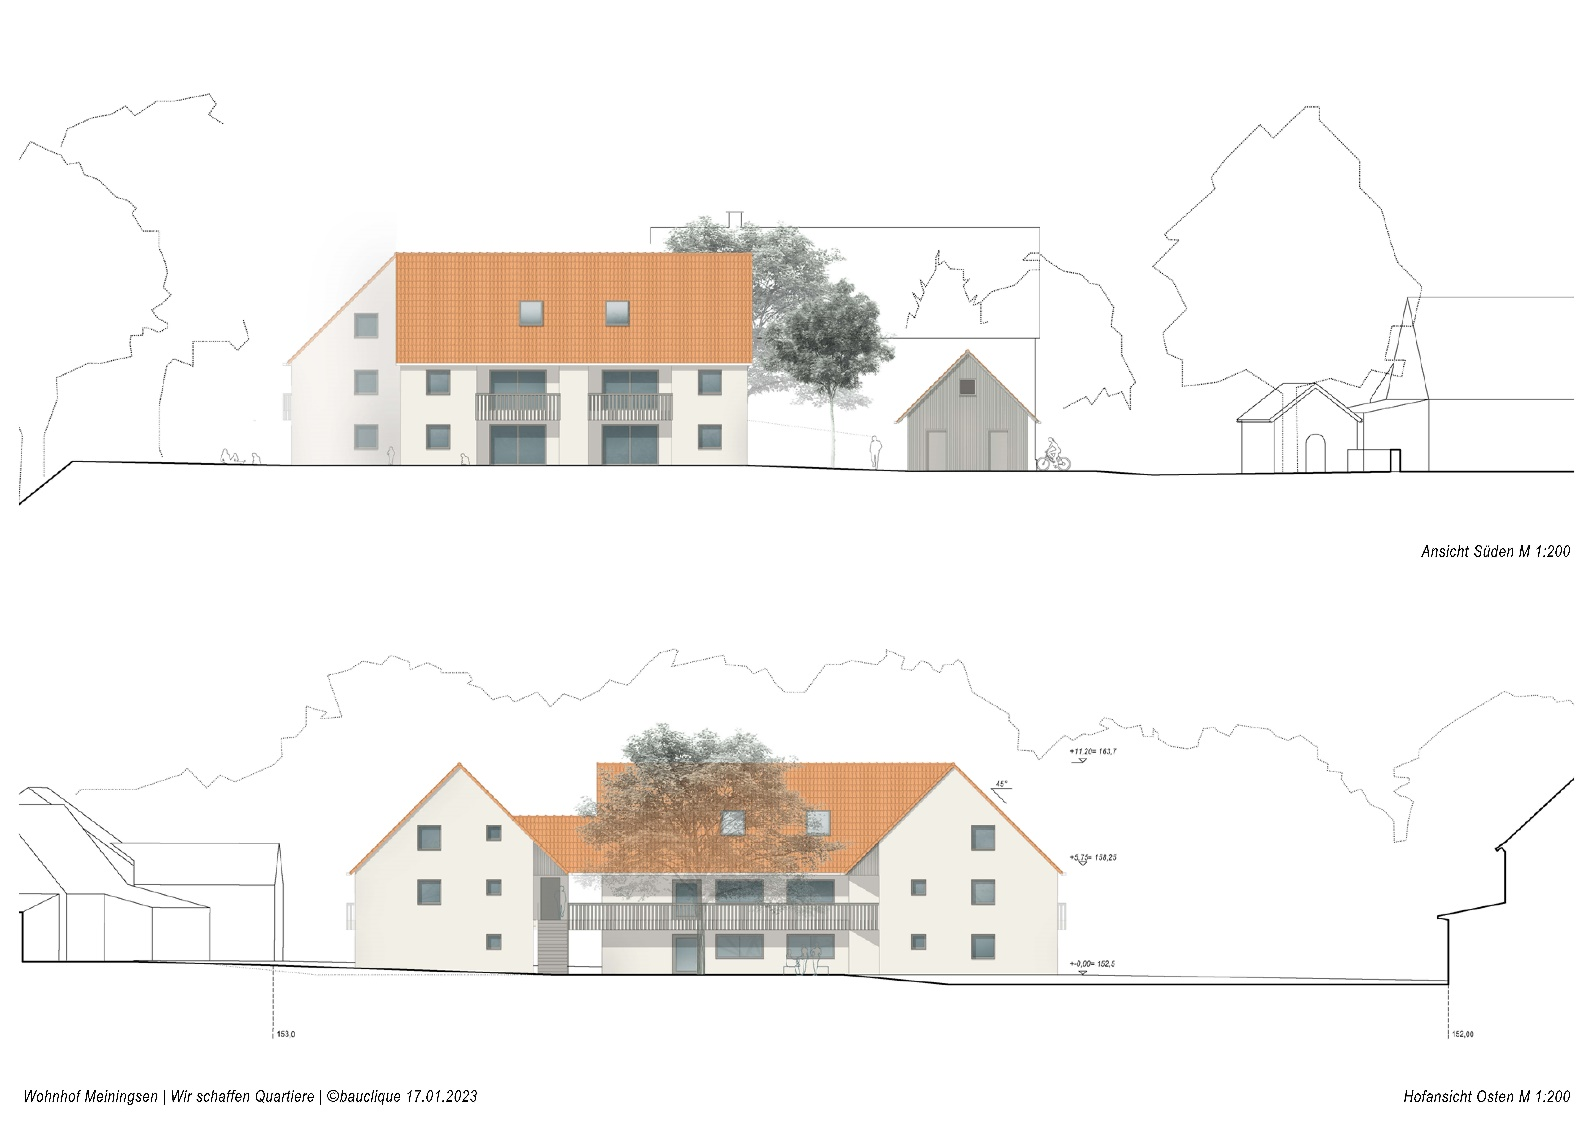 Ansicht Süden M 1:200
+11,20= 163,7
45°
+5,75= 158,25
+-0,00= 152,5
153,0
152,00
Wohnhof Meiningsen | Wir schaffen Quartiere | ©bauclique 17.01.2023
Hofansicht Osten M 1:200